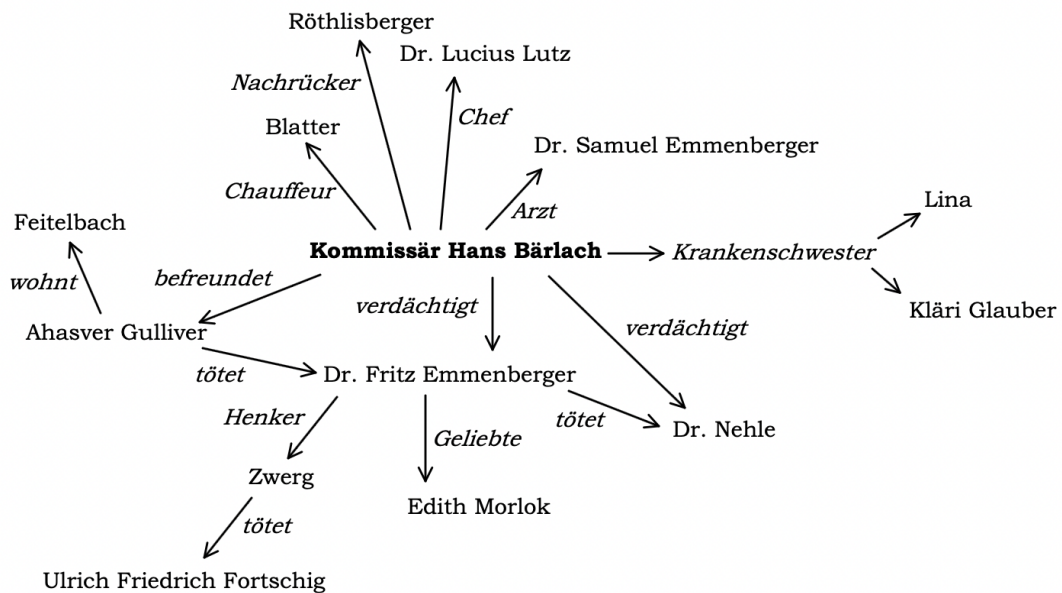 Röthlisberger
Dr. Lucius Lutz
Nachrücker
Chef
Blatter
Dr. Samuel Emmenberger
Chauffeur
Arzt
Lina
Feitelbach
Kommissär Hans Bärlach
Krankenschwester
wohnt
befreundet
verdächtigt
Kläri Glauber
Ahasver Gulliver
verdächtigt
tötet
Dr. Fritz Emmenberger
Henker
Geliebte
tötet
Dr. Nehle
Zwerg
Edith Morlok
tötet
Ulrich Friedrich Fortschig